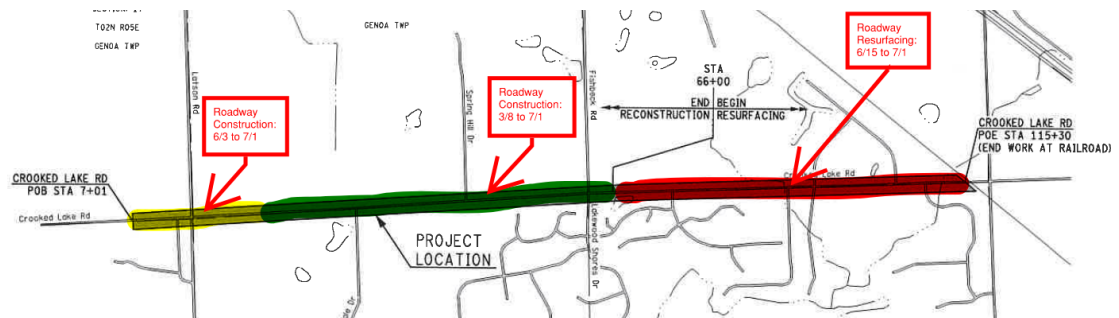 T02N R05E
GENOA TWP
GENOA TWP
Latson Rd
Roadway
Construction:
6/3 to 7/1
Spring Hill Dr
Roadway
Construction:
3/8 to 7/1
Fishbeck Rd
STA
66+00
END BEGIN
RECONSTRUCTION RESURFACING
Roadway
Resurfacing:
6/15 to 7/1
CROOKED LAKE RD
POE STA 115+30
(END WORK AT RAILROAD)
CROOKED LAKE RD
POB STA 7+01
Crooked Lake Rd
Crooked Lake Rd
PROJECT
LOCATION
Lakewood Shores Dr
Dr